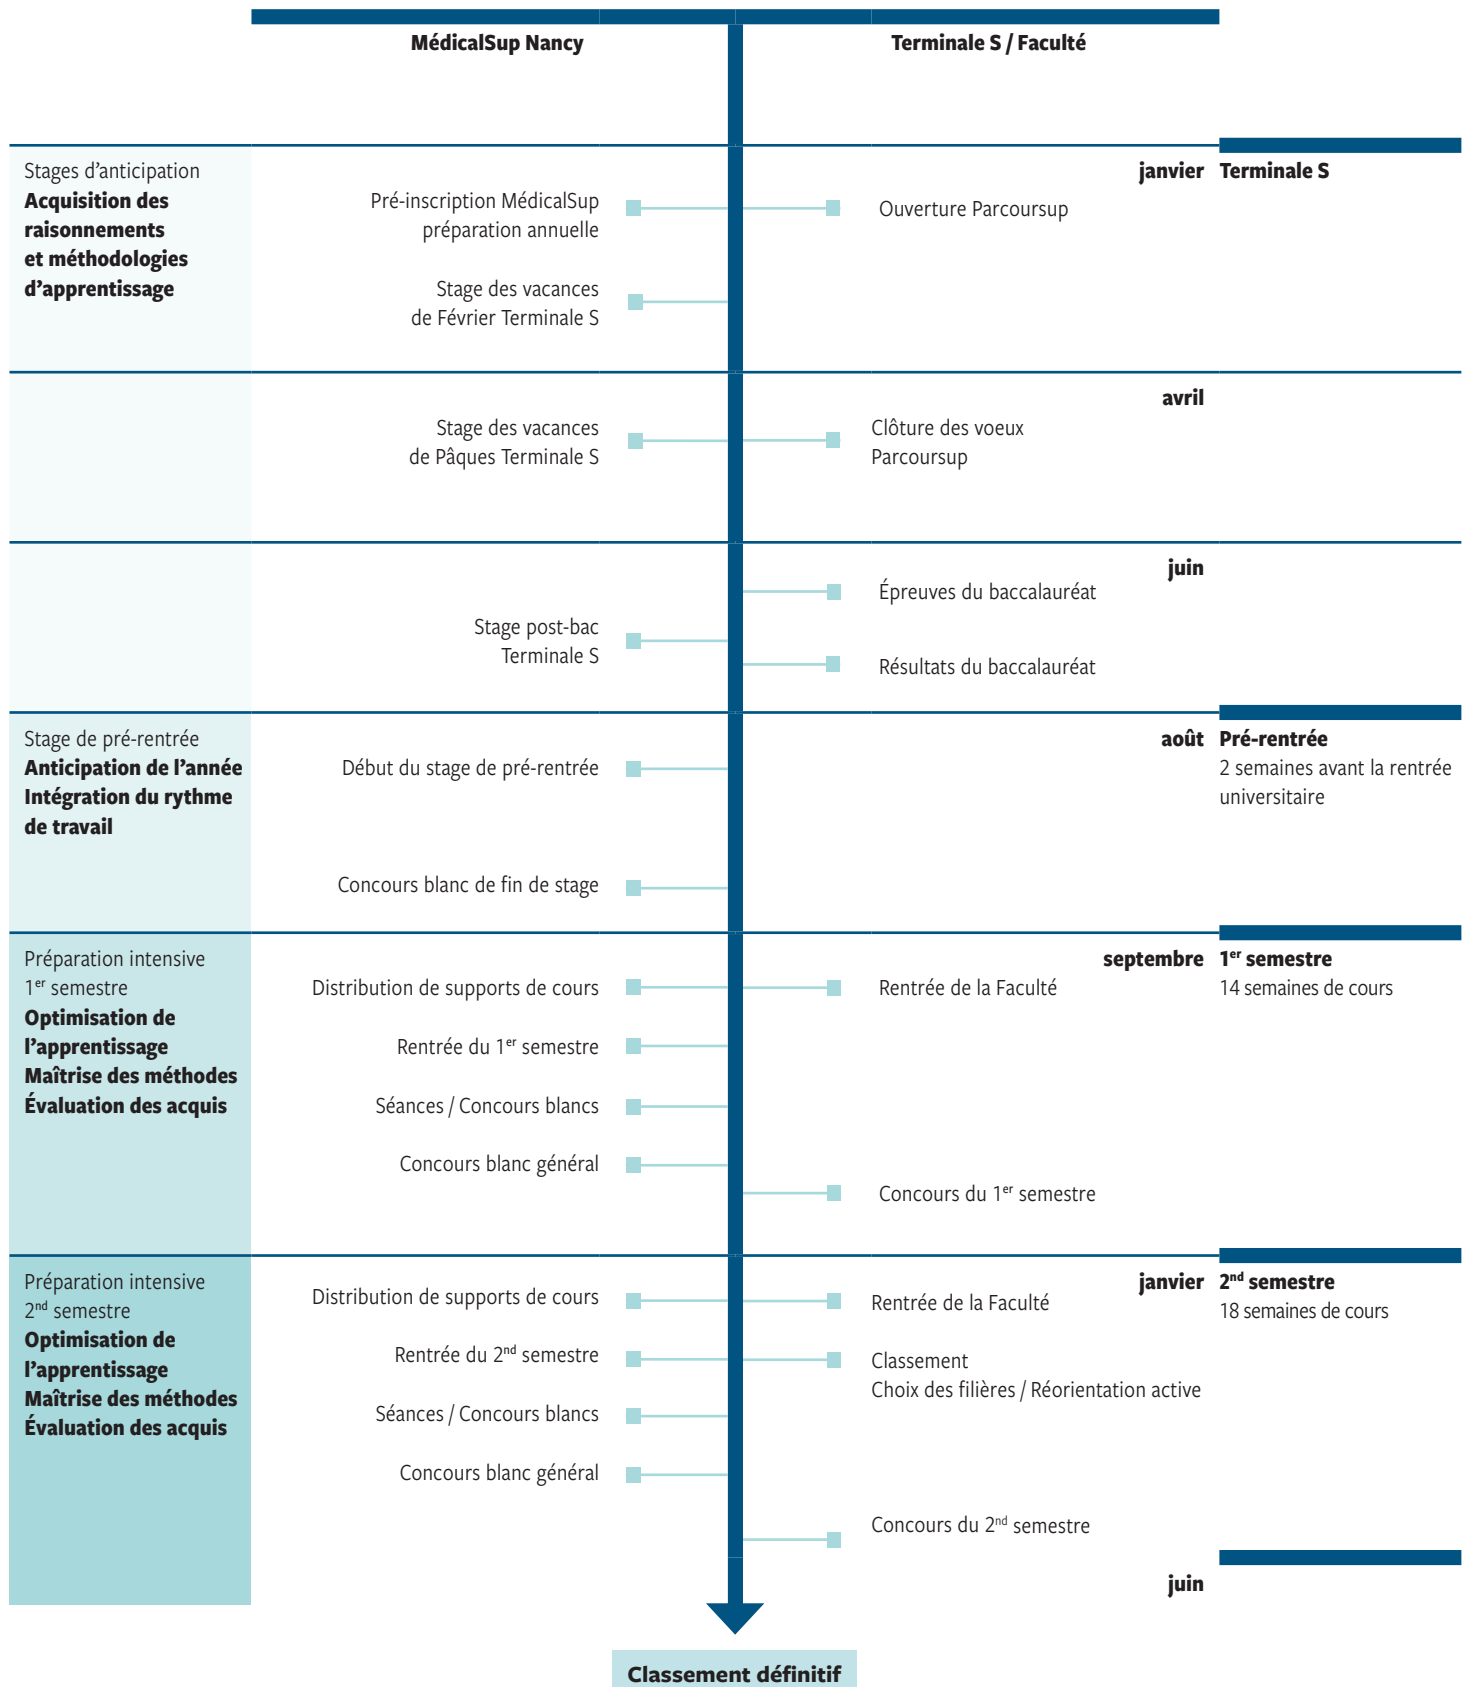 MédicalSup Nancy
Terminale S / Faculté
Stages d’anticipation
Acquisition des
raisonnements
et méthodologies
d’apprentissage
Pré-inscription MédicalSup
préparation annuelle
Stage des vacances
de Février Terminale S
Ouverture Parcoursup
janvier
Terminale S
Stage des vacances
de Pâques Terminale S
Clôture des voeux
Parcoursup
avril
Stage post-bac
Terminale S
Épreuves du baccalauréat
Résultats du baccalauréat
juin
Stage de pré-rentrée
Anticipation de l’année
Intégration du rythme
de travail
Début du stage de pré-rentrée
Concours blanc de fin de stage
août
Pré-rentrée
2 semaines avant la rentrée
universitaire
Préparation intensive
1er semestre
Optimisation de
l’apprentissage
Maîtrise des méthodes
Évaluation des acquis
Distribution de supports de cours
Rentrée du 1er semestre
Séances / Concours blancs
Concours blanc général
Rentrée de la Faculté
Concours du 1er semestre
septembre
1er semestre
14 semaines de cours
Préparation intensive
2nd semestre
Optimisation de
l’apprentissage
Maîtrise des méthodes
Évaluation des acquis
Distribution de supports de cours
Rentrée du 2nd semestre
Séances / Concours blancs
Concours blanc général
Rentrée de la Faculté
Classement
Choix des filières / Réorientation active
Concours du 2nd semestre
janvier
2nd semestre
18 semaines de cours
juin
Classement définitif